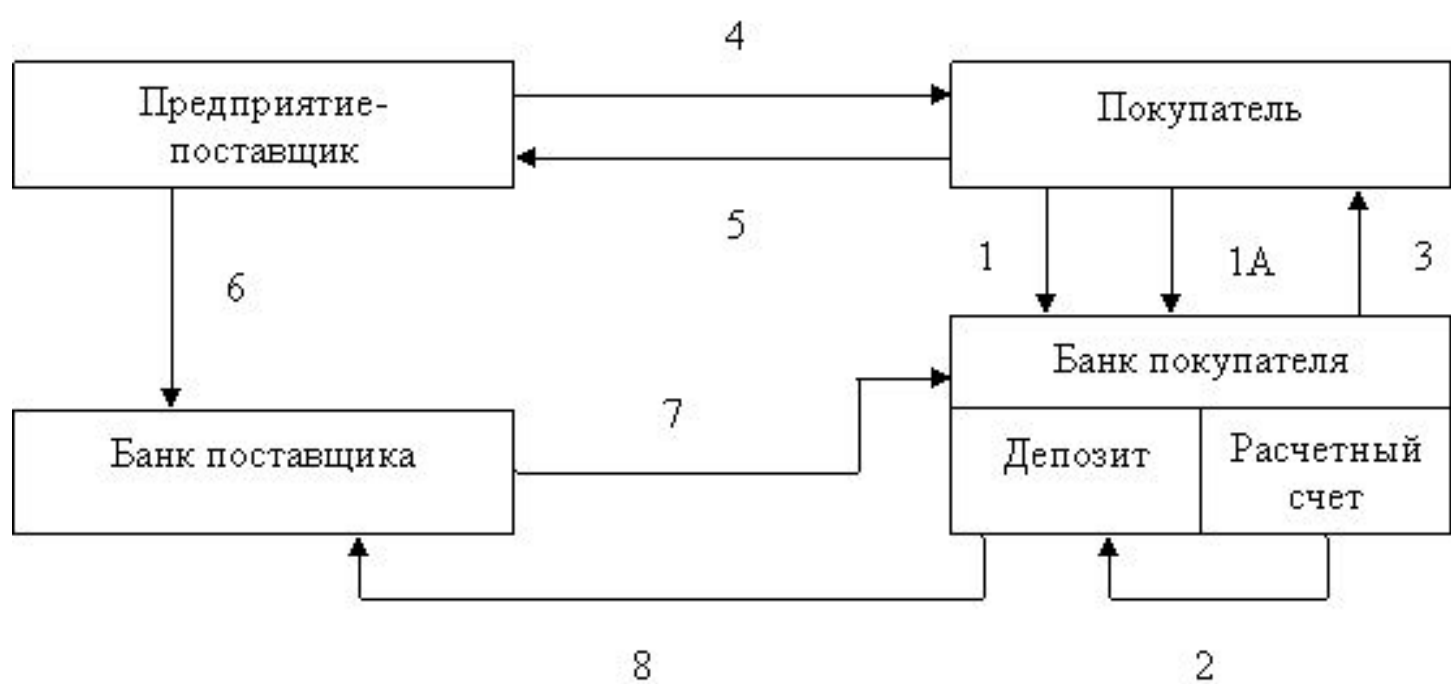 4
Предприятие-
поставщик
Покупатель
5
1
1А
3
6
Банк покупателя
7
Банк поставщика
Депозит
Расчетный
счет
8
2